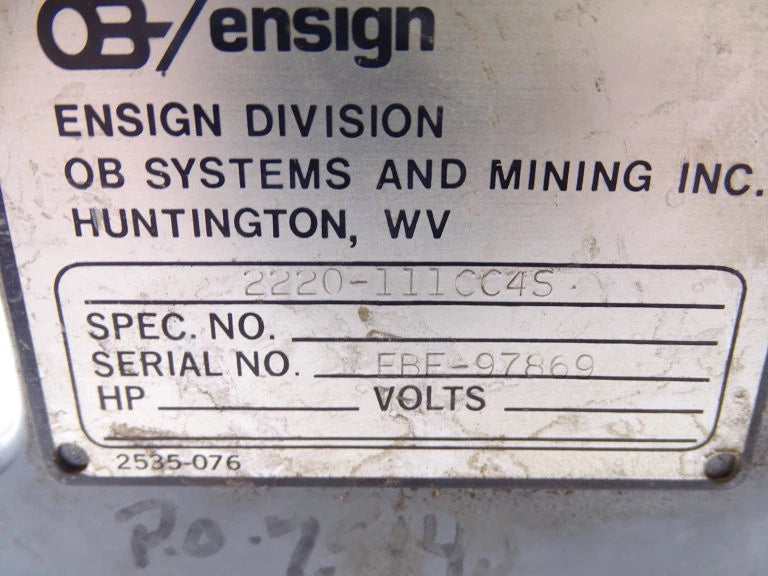 OB/ensign
ENSIGN DIVISION
OB SYSTEMS AND MINING INC.
HUNTINGTON, WV
2220-111CC4S
SPEC. NO.
SERIAL NO. EBE-97869
HP VOLTS
2535-076
P.O.